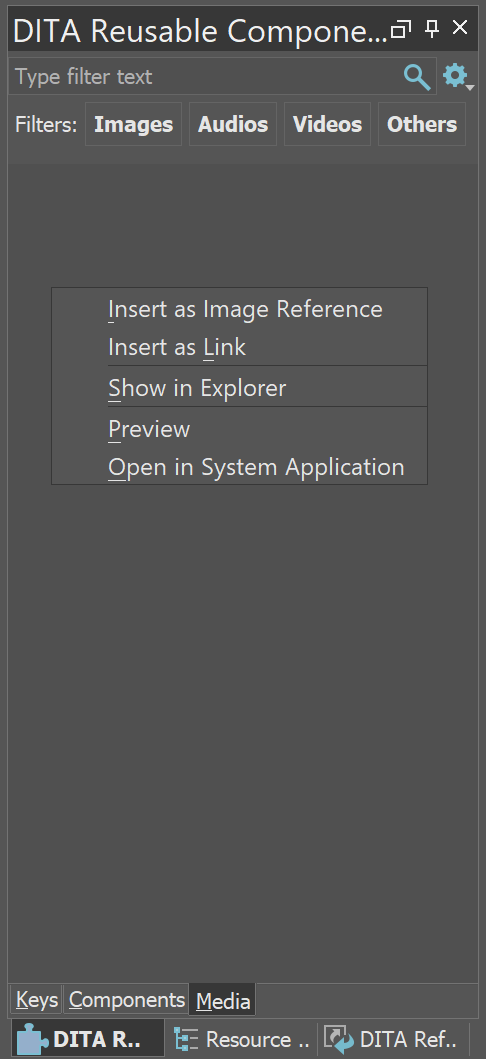 DITA Reusable Compone...
Type filter text
Filters: Images Audios Videos Others
Insert as Image Reference
Insert as Link
Show in Explorer
Preview
Open in System Application
Keys Components Media
DITA R.. Resource .. DITA Ref..